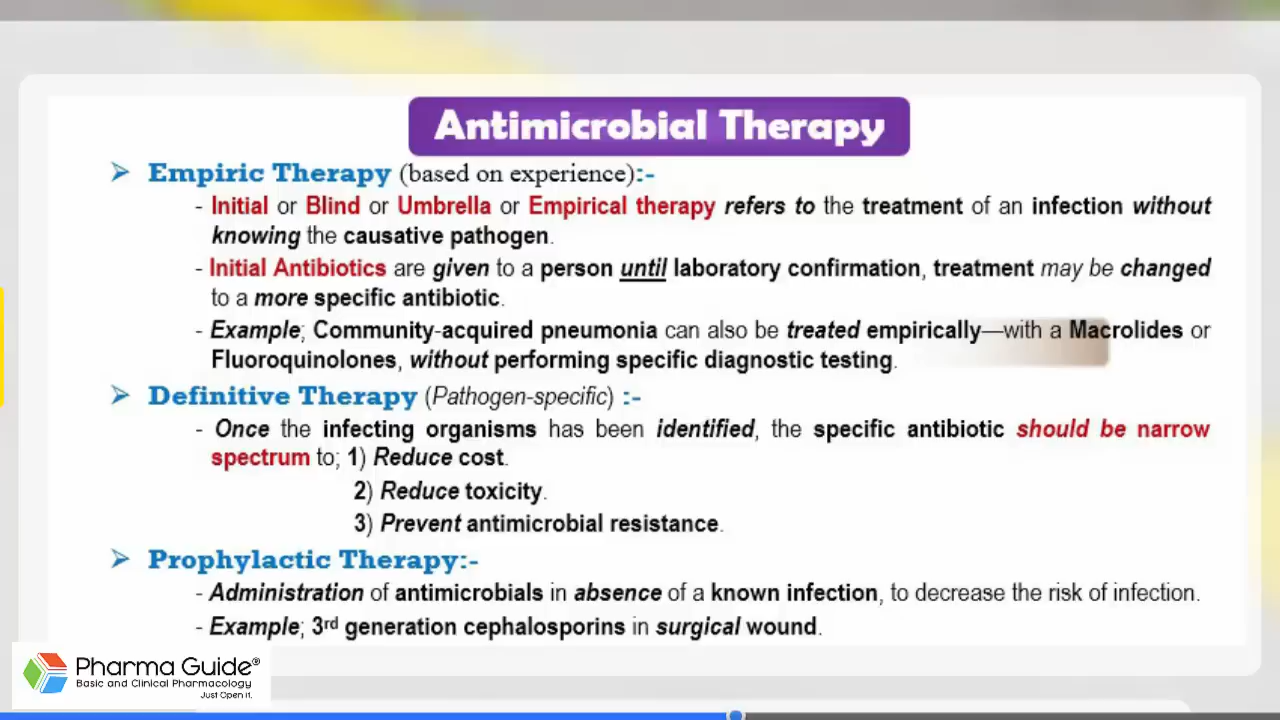 Antimicrobial Therapy
➢ Empiric Therapy (based on experience):-
- Initial or Blind or Umbrella or Empirical therapy refers to the treatment of an infection without
knowing the causative pathogen.
- Initial Antibiotics are given to a person until laboratory confirmation, treatment may be changed
to a more specific antibiotic.
- Example; Community-acquired pneumonia can also be treated empirically—with a Macrolides or
Fluoroquinolones, without performing specific diagnostic testing.
➢ Definitive Therapy (Pathogen-specific) :-
- Once the infecting organisms has been identified, the specific antibiotic should be narrow
spectrum to; 1) Reduce cost.
2) Reduce toxicity.
3) Prevent antimicrobial resistance.
➢ Prophylactic Therapy:-
- Administration of antimicrobials in absence of a known infection, to decrease the risk of infection.
- Example; 3rd generation cephalosporins in surgical wound.
Pharma Guide®
Basic and Clinical Pharmacology
Just Open it.